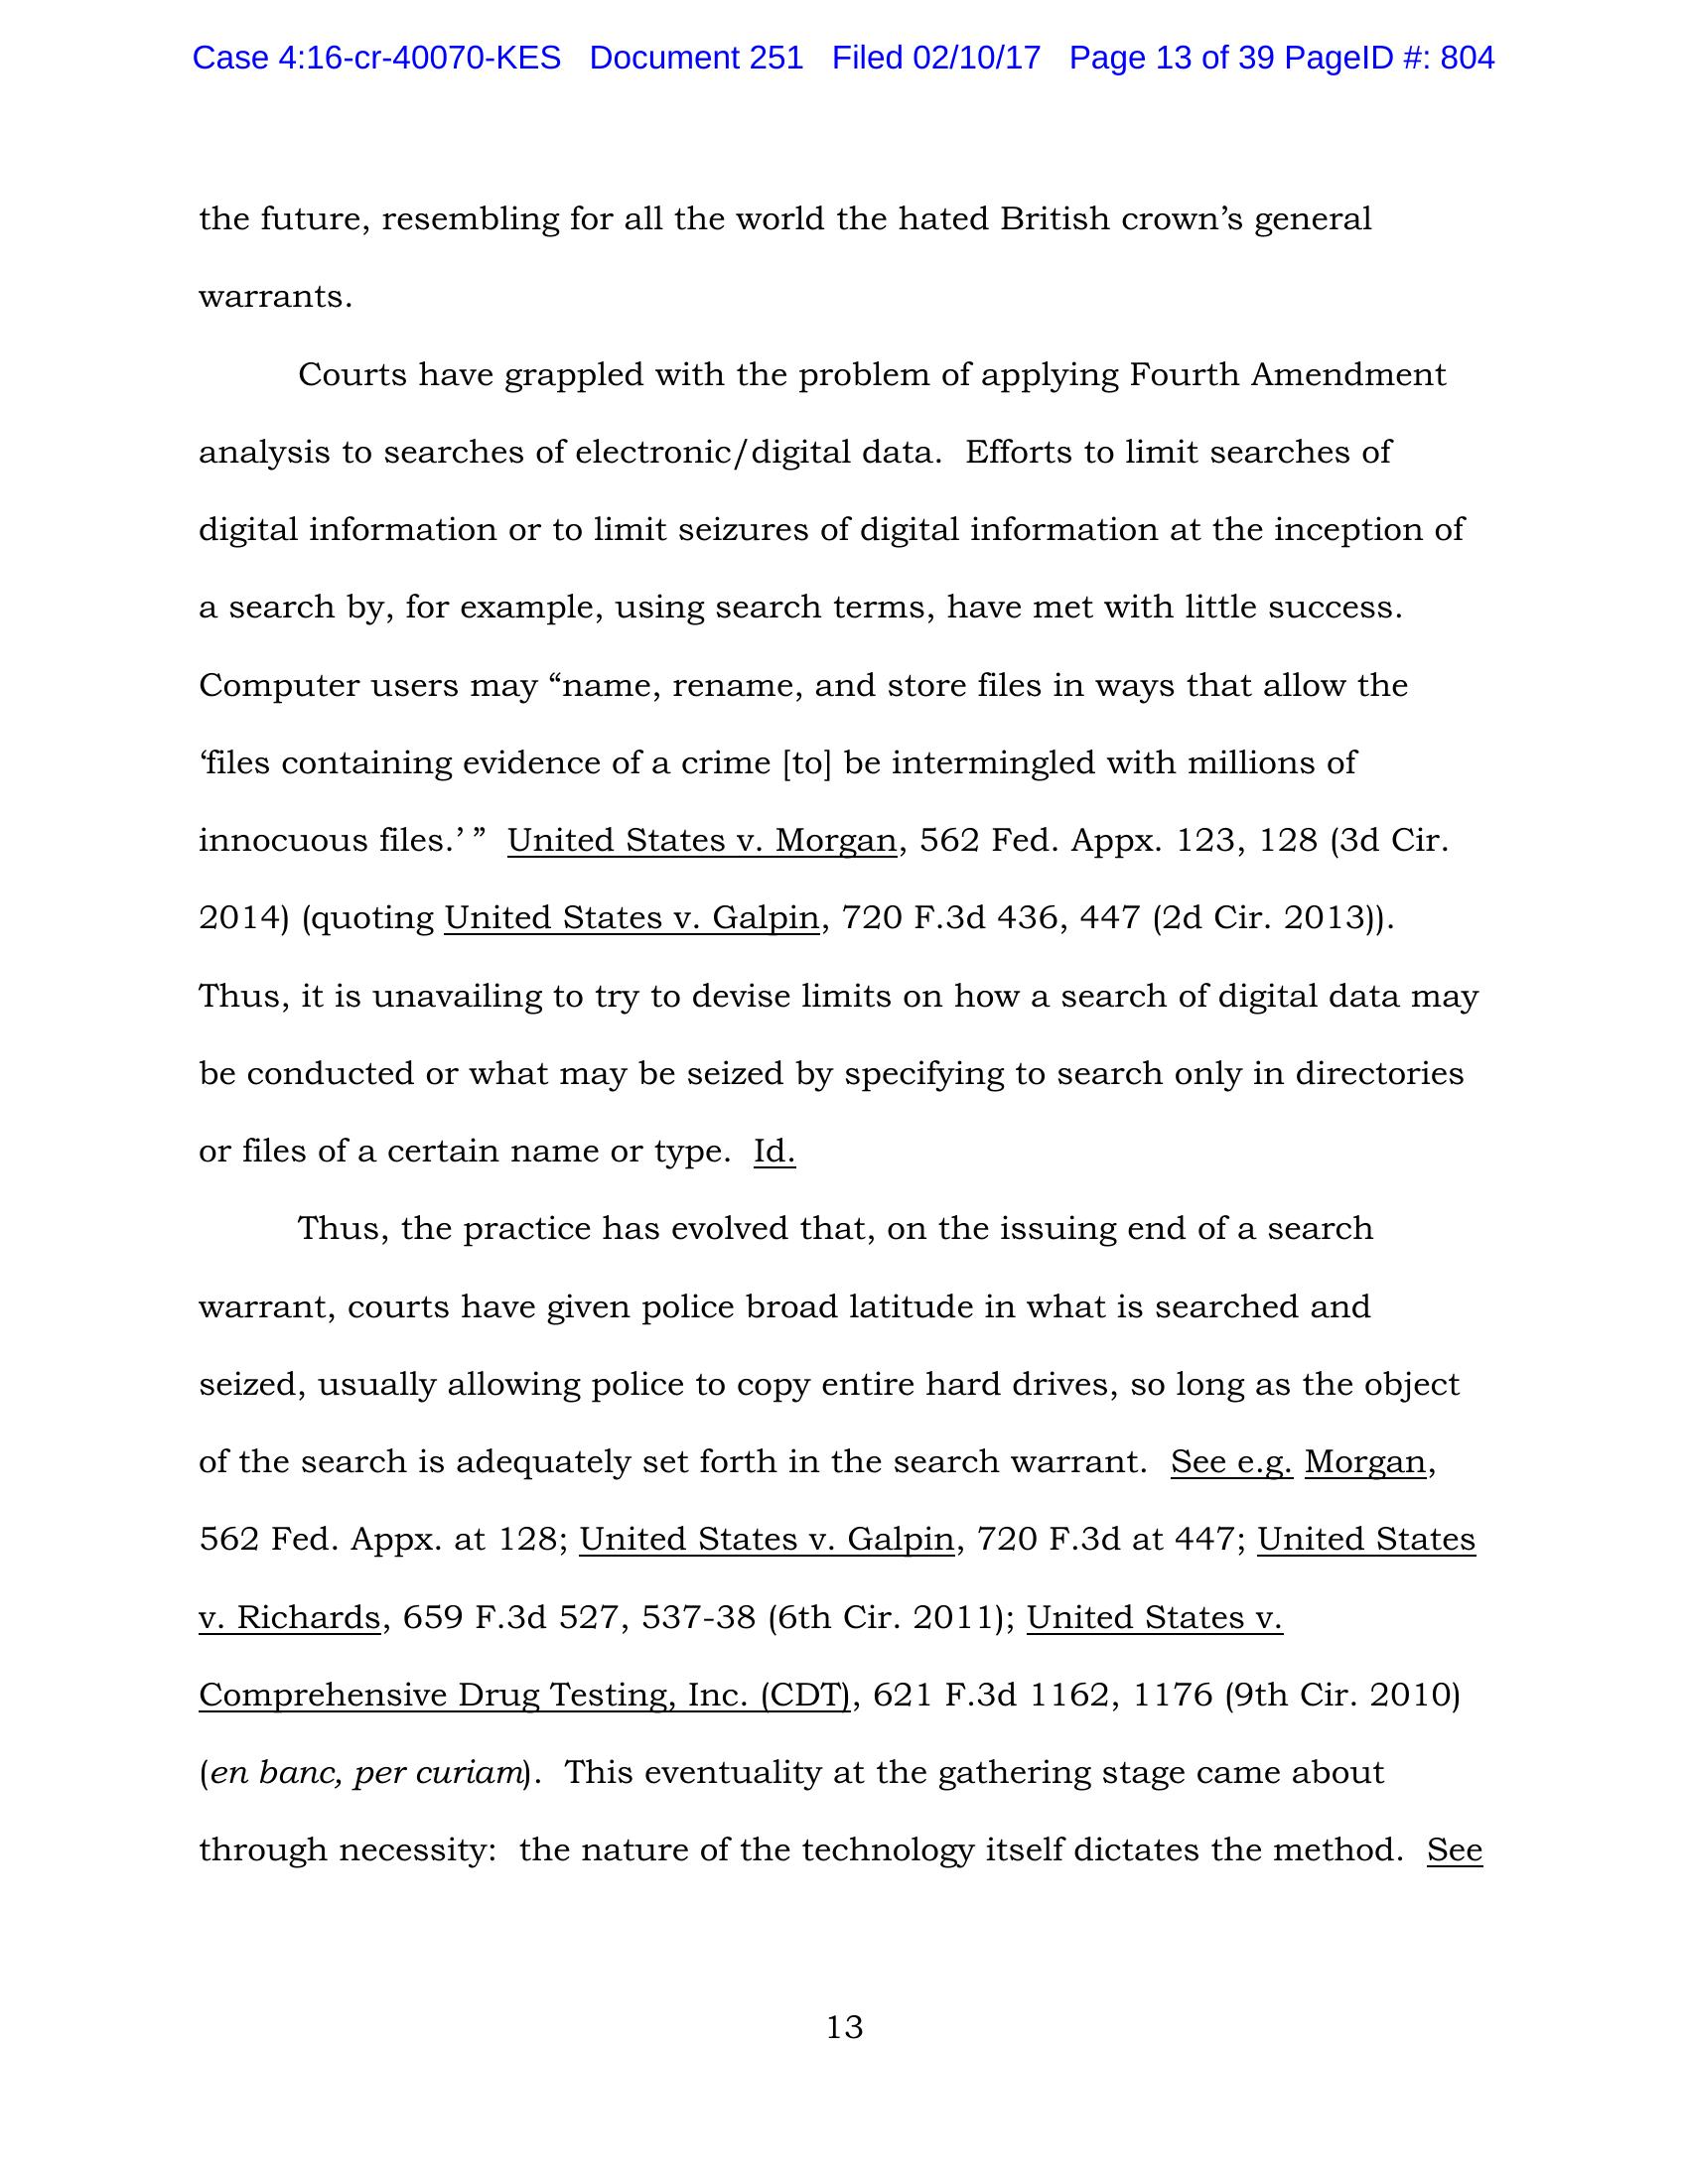 Case 4:16-cr-40070-KES Document 251 Filed 02/10/17 Page 13 of 39 PageID #: 804
the future, resembling for all the world the hated British crown’s general
warrants.
Courts have grappled with the problem of applying Fourth Amendment
analysis to searches of electronic/digital data. Efforts to limit searches of
digital information or to limit seizures of digital information at the inception of
a search by, for example, using search terms, have met with little success.
Computer users may “name, rename, and store files in ways that allow the
‘files containing evidence of a crime [to] be intermingled with millions of
innocuous files.’ ” United States v. Morgan, 562 Fed. Appx. 123, 128 (3d Cir.
2014) (quoting United States v. Galpin, 720 F.3d 436, 447 (2d Cir. 2013)).
Thus, it is unavailing to try to devise limits on how a search of digital data may
be conducted or what may be seized by specifying to search only in directories
or files of a certain name or type. Id.
Thus, the practice has evolved that, on the issuing end of a search
warrant, courts have given police broad latitude in what is searched and
seized, usually allowing police to copy entire hard drives, so long as the object
of the search is adequately set forth in the search warrant. See e.g. Morgan,
562 Fed. Appx. at 128; United States v. Galpin, 720 F.3d at 447; United States
v. Richards, 659 F.3d 527, 537-38 (6th Cir. 2011); United States v.
Comprehensive Drug Testing, Inc. (CDT), 621 F.3d 1162, 1176 (9th Cir. 2010)
(en banc, per curiam). This eventuality at the gathering stage came about
through necessity: the nature of the technology itself dictates the method. See
13